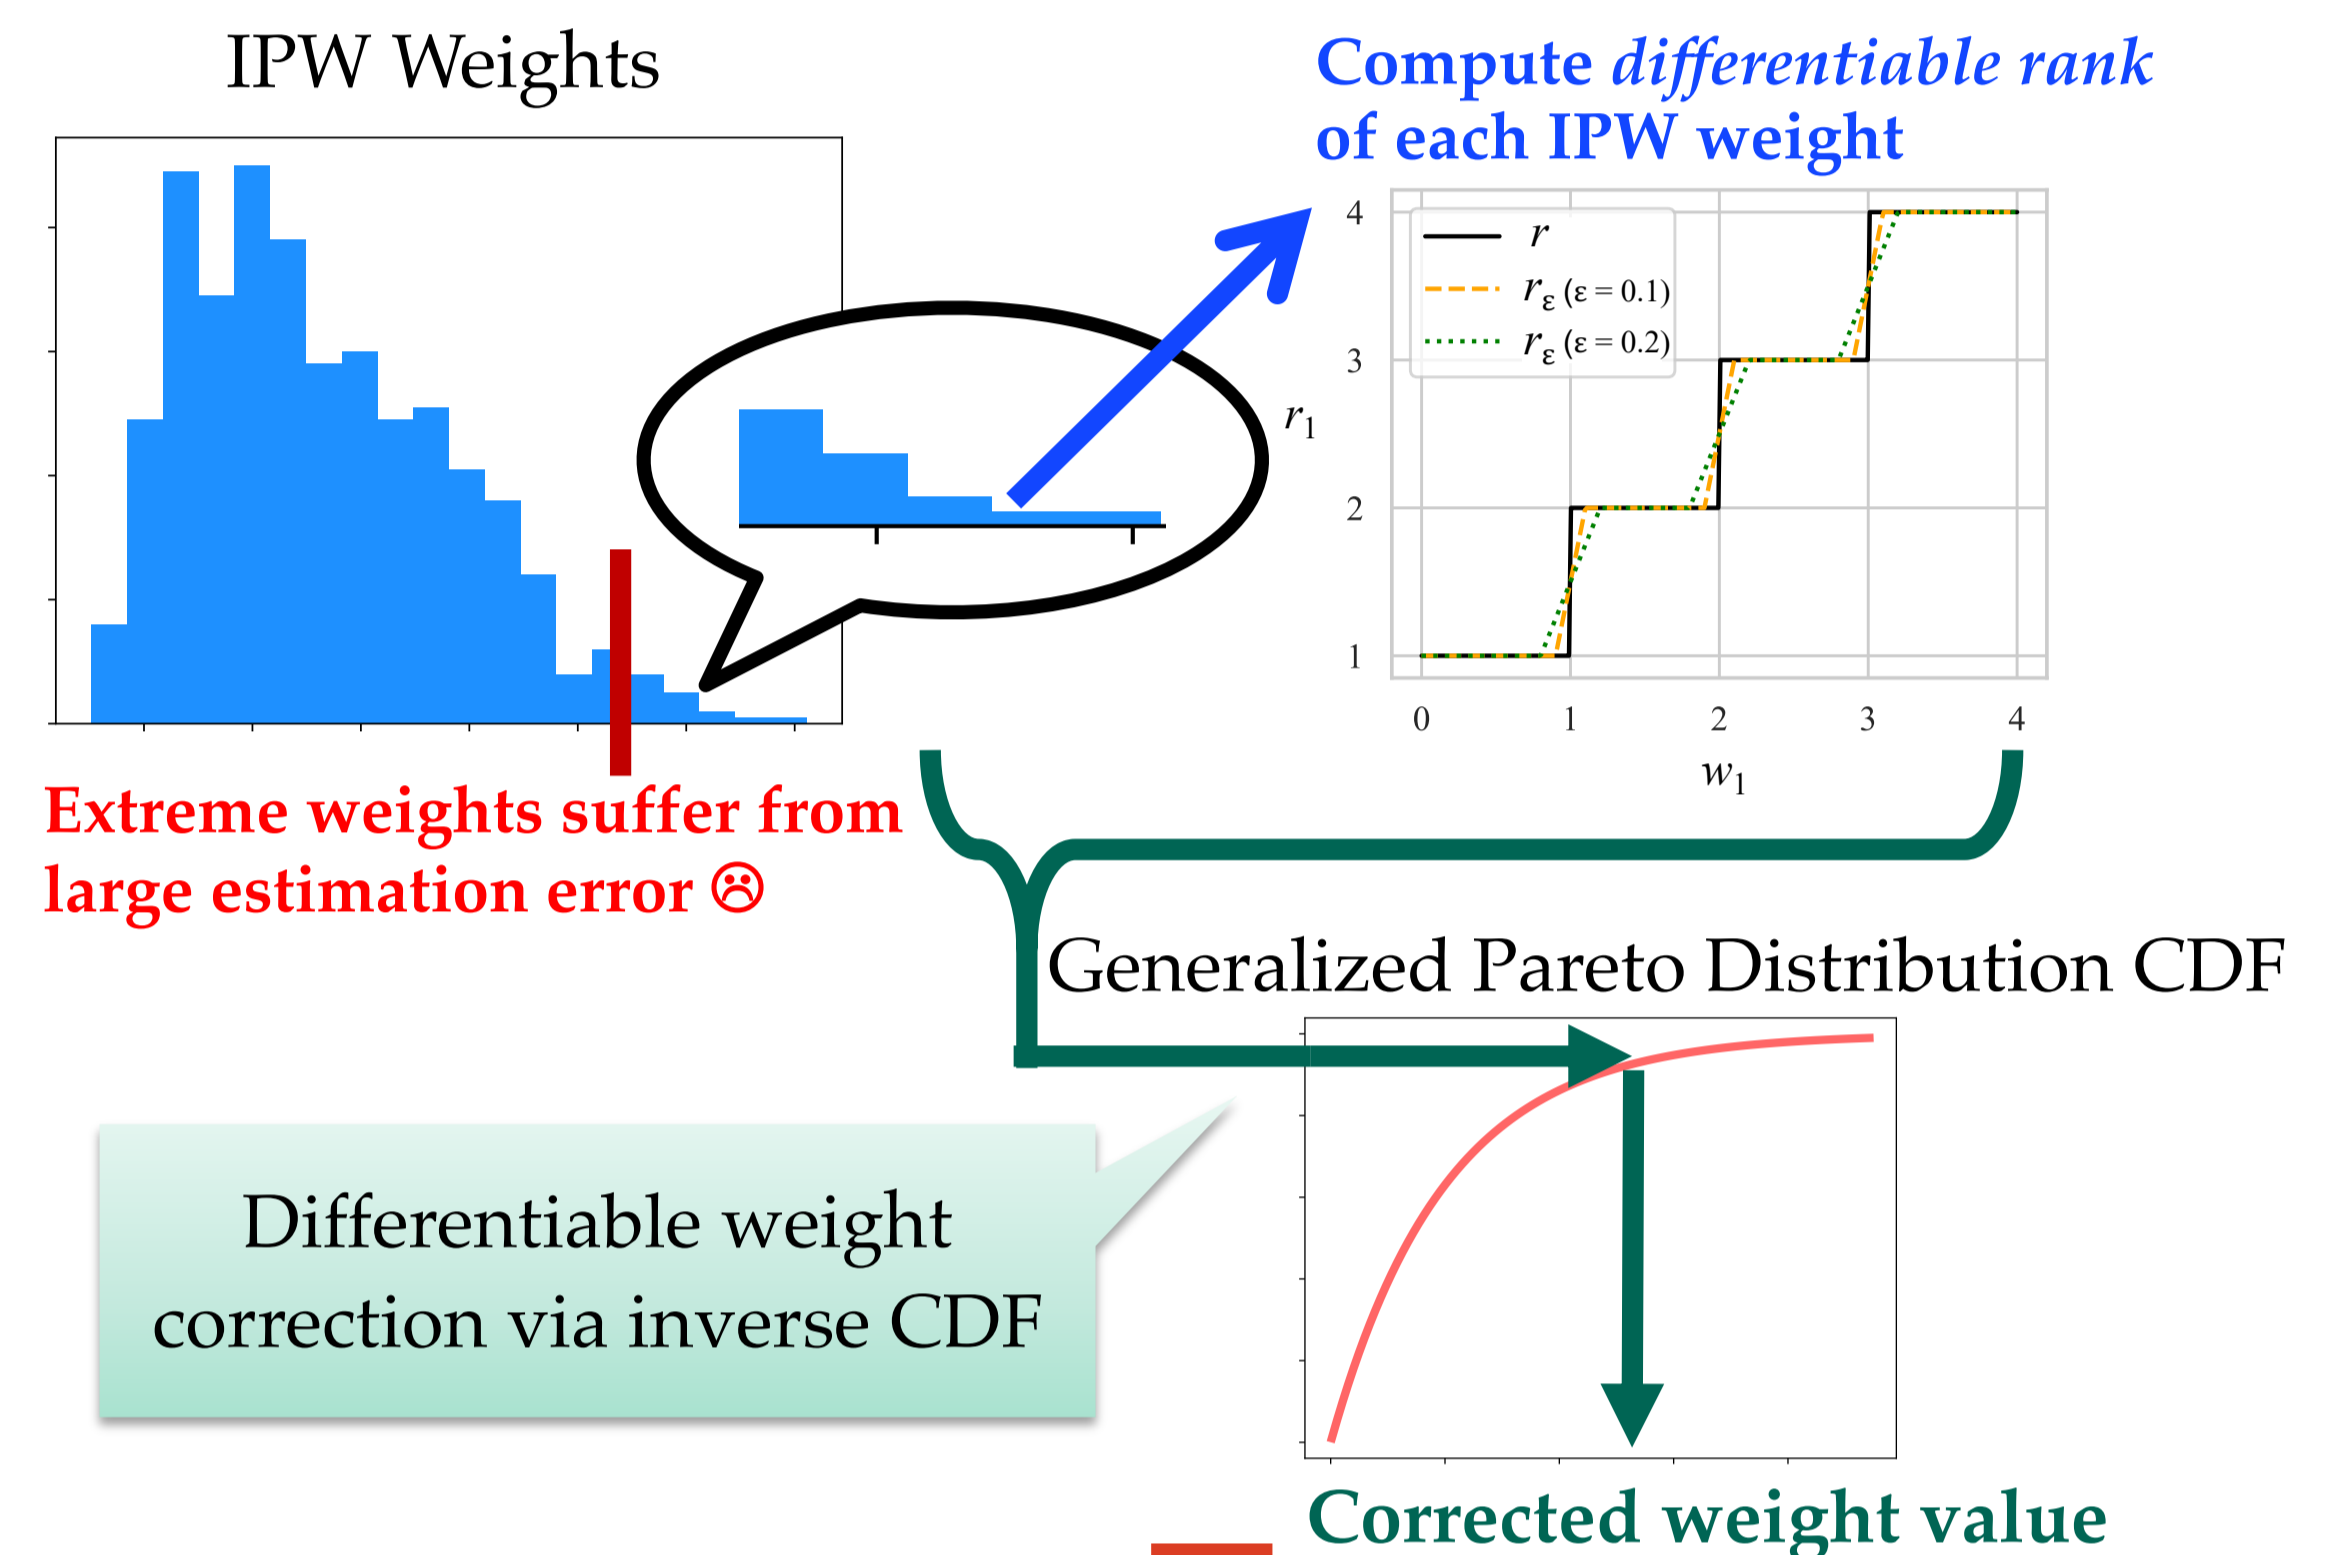 IPW Weights
Compute differentiable rank
of each IPW weight
4
3
2
1
r
rε (ε = 0.1)
rε (ε = 0.2)
r1
0 1 2 3 4
w1
Extreme weights suffer from
large estimation error ☹
Generalized Pareto Distribution CDF
Differentiable weight
correction via inverse CDF
Corrected weight value